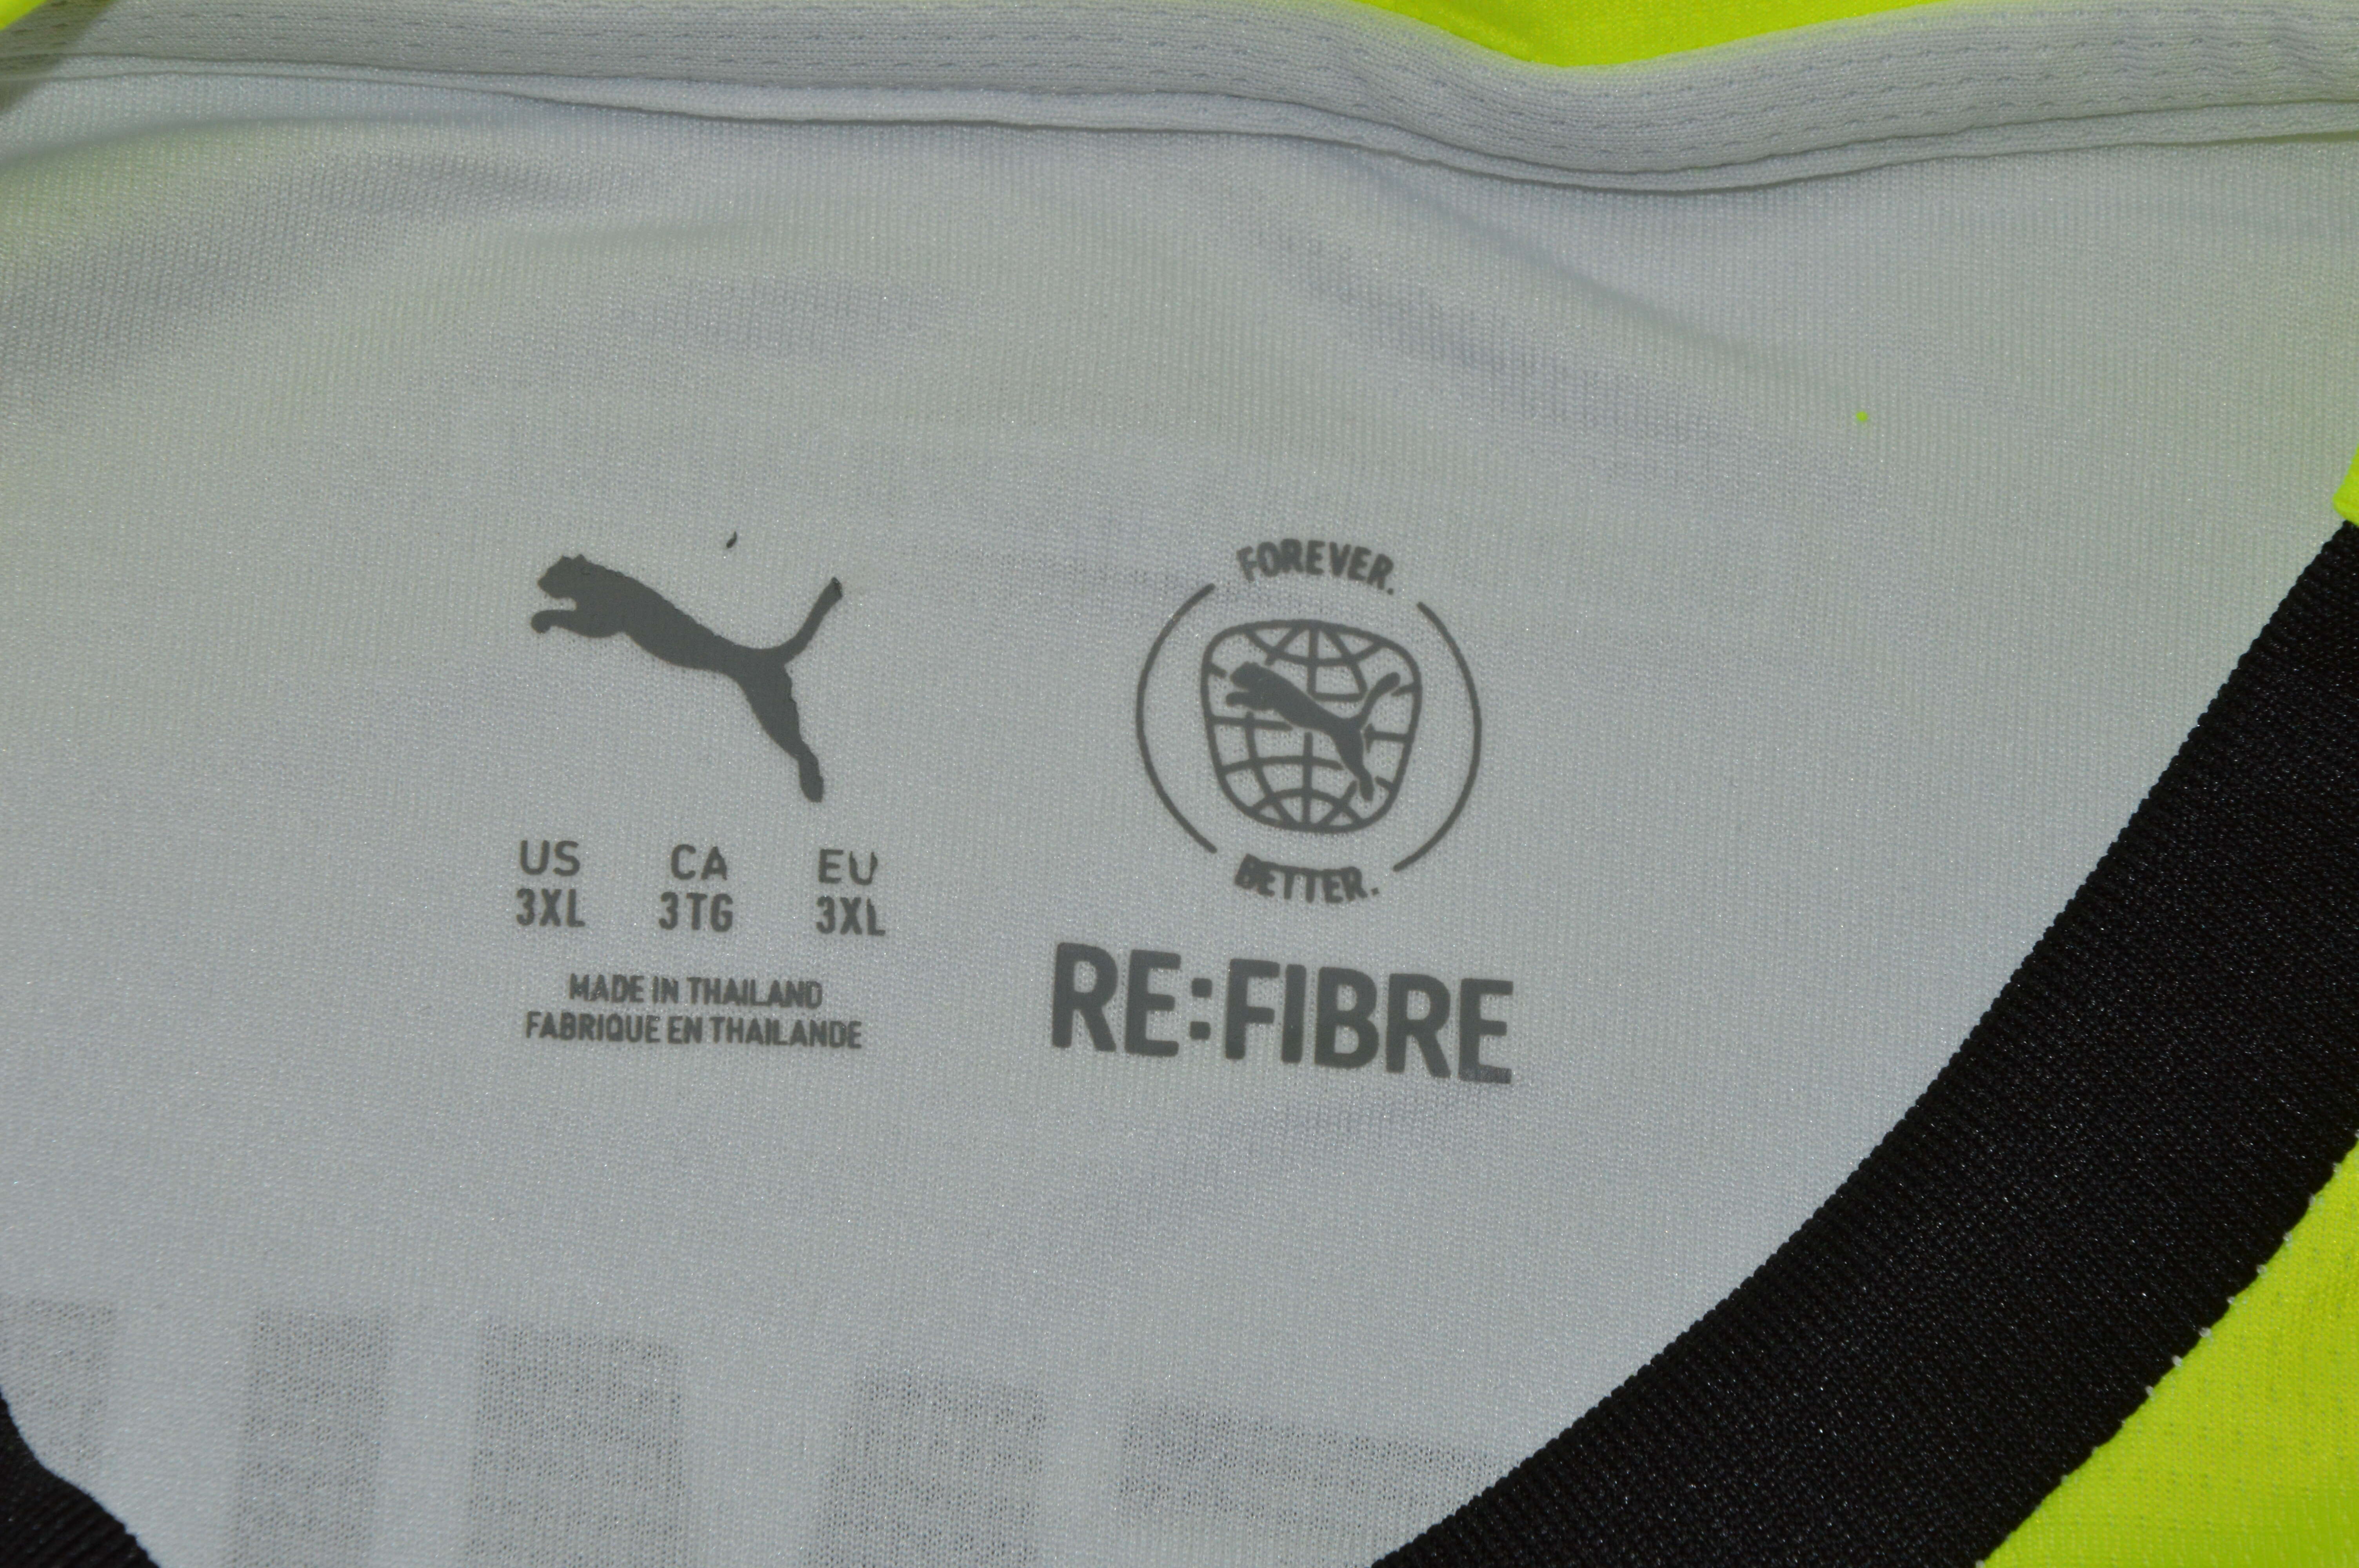 US CA EU
3XL 3TG 3XL
MADE IN THAILAND
FABRIQUE EN THAILANDE
FOREVER.
BETTER.
RE:FIBRE